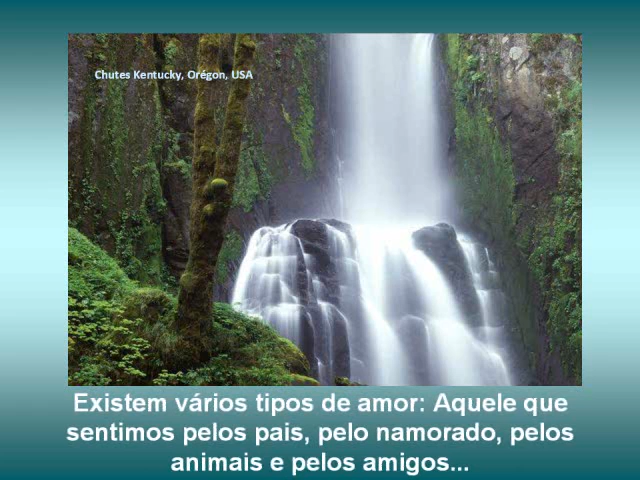 Chutes Kentucky, Orégon, USA
Existem vários tipos de amor: Aquele que
sentimos pelos pais, pelo namorado, pelos
animais e pelos amigos...